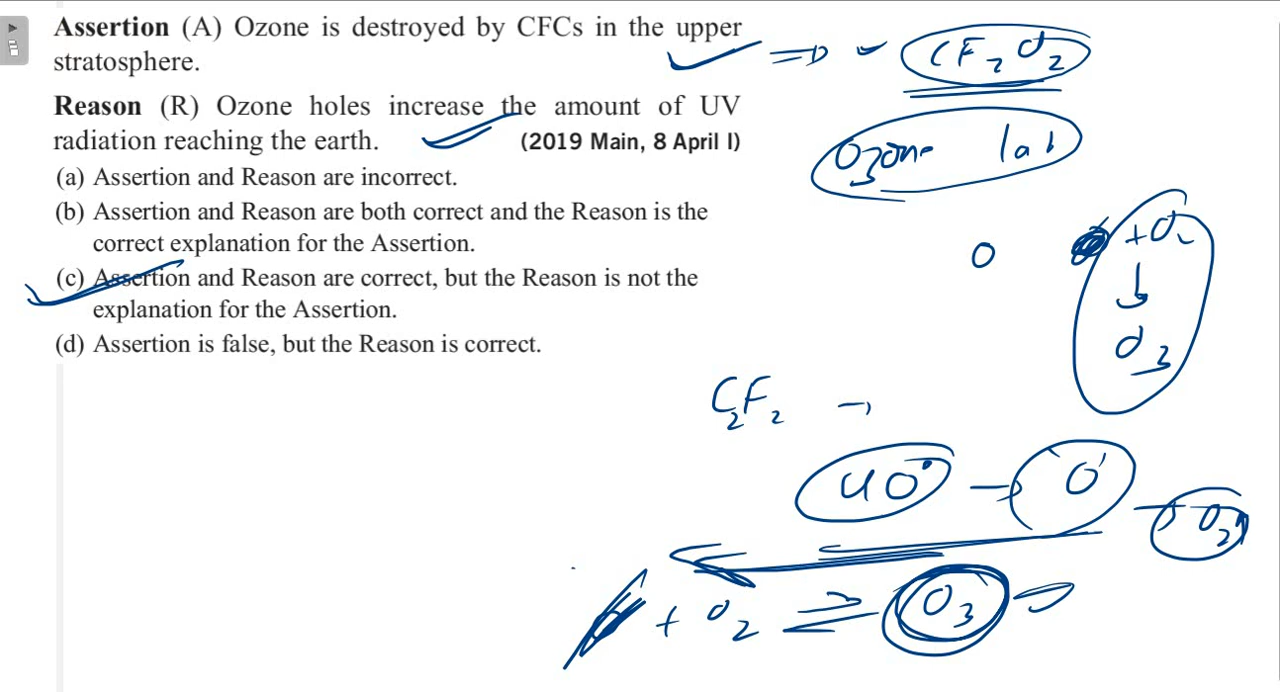 Assertion (A) Ozone is destroyed by CFCs in the upper
stratosphere.
Reason (R) Ozone holes increase the amount of UV
radiation reaching the earth. (2019 Main, 8 April I)
(a) Assertion and Reason are incorrect.
(b) Assertion and Reason are both correct and the Reason is the
correct explanation for the Assertion.
(c) Assertion and Reason are correct, but the Reason is not the
explanation for the Assertion.
(d) Assertion is false, but the Reason is correct.
CF₂Cl₂
Ozone
O
O₃
O₂
+ O₂ ⇒ O₃